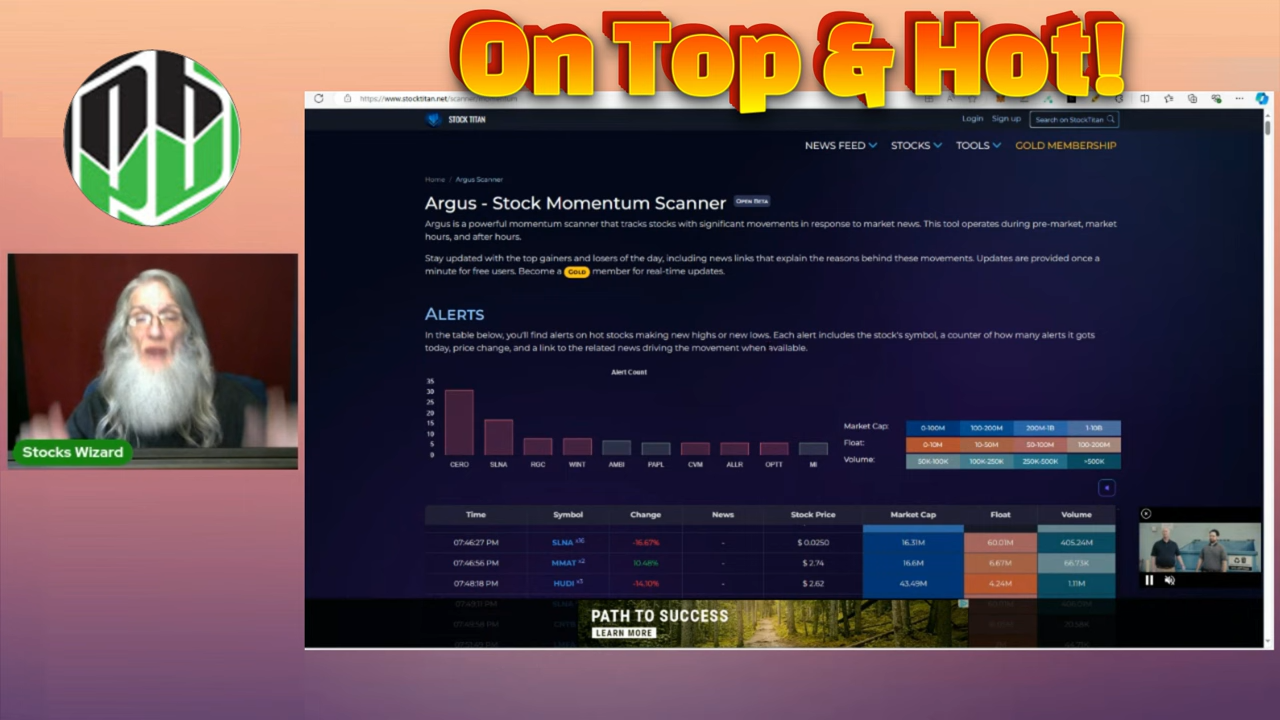 On Top & Hot!
https://www.stocktitan.net/scanner/momentum
STOCK TITAN
Login Sign up Search on StockTitan
NEWS FEED STOCKS TOOLS GOLD MEMBERSHIP
Home / Argus Scanner
Argus - Stock Momentum Scanner OPEN BETA
Argus is a powerful momentum scanner that tracks stocks with significant movements in response to market news. This tool operates during pre-market, market
hours, and after hours.
Stay updated with the top gainers and losers of the day, including news links that explain the reasons behind these movements. Updates are provided once a
minute for free users. Become a GOLD member for real-time updates.
ALERTS
In the table below, you'll find alerts on hot stocks making new highs or new lows. Each alert includes the stock's symbol, a counter of how many alerts it gots
today, price change, and a link to the related news driving the movement when available.
Alert Count
35
30
25
20
15
10
5
0
CERO SLNA RGC WINT AMBI PAPL CVM ALLR OPTT MI
Market Cap: 0-100M 100-200M 200M-1B 1-10B
Float: 0-10M 10-50M 50-100M 100-200M
Volume: 50K-100K 100K-250K 250K-500K >500K
Time Symbol Change News Stock Price Market Cap Float Volume
07:46:27 PM SLNA x16 -16.67% - $ 0.0250 16.31M 60.01M 405.24M
07:46:56 PM MMAT x2 10.48% - $ 2.74 16.6M 6.67M 66.73K
07:48:18 PM HUDI x3 -14.10% - $ 2.62 43.49M 4.24M 1.11M
PATH TO SUCCESS
LEARN MORE
Stocks Wizard